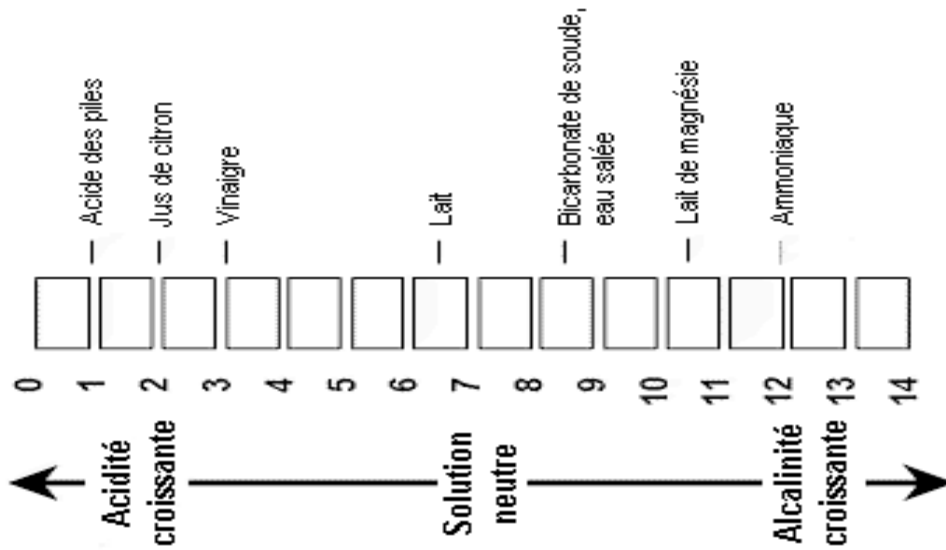 Acide des piles
Jus de citron
Vinaigre
Lait
Bicarbonate de soude,
eau salée
Lait de magnésie
Ammoniaque
0
1
2
3
4
5
6
7
8
9
10
11
12
13
14
Acidité
croissante
Solution
neutre
Alcalinité
croissante